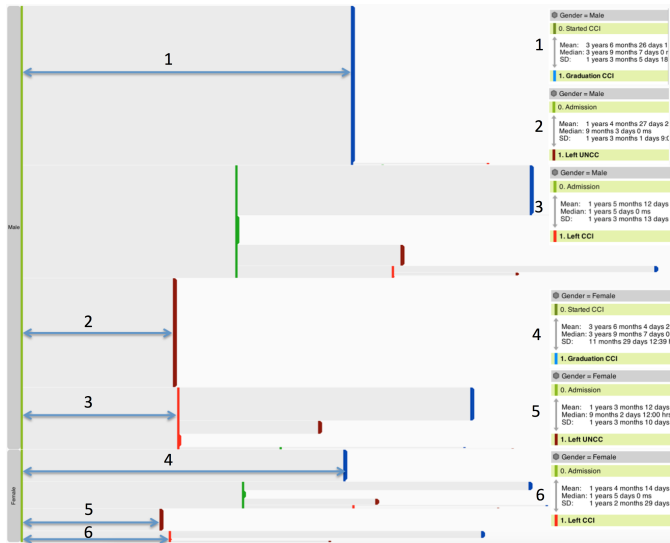 1
Male
2
3
4
Female
5
6
1
Gender = Male
0. Started CCI
Mean: 3 years 6 months 26 days 1
Median: 3 years 9 months 7 days 0
SD: 1 years 3 months 5 days 18
1. Graduation CCI
2
Gender = Male
0. Admission
Mean: 1 years 4 months 27 days 2
Median: 9 months 3 days 0 ms
SD: 1 years 3 months 1 days 9:0
1. Left UNCC
3
Gender = Male
0. Admission
Mean: 1 years 5 months 12 days
Median: 1 years 5 days 0 ms
SD: 1 years 3 months 13 days
1. Left CCI
4
Gender = Female
0. Started CCI
Mean: 3 years 6 months 4 days 2
Median: 3 years 9 months 7 days 0
SD: 11 months 29 days 12:39
1. Graduation CCI
5
Gender = Female
0. Admission
Mean: 1 years 3 months 12 days
Median: 9 months 2 days 12:00 hrs
SD: 1 years 3 months 10 days
1. Left UNCC
6
Gender = Female
0. Admission
Mean: 1 years 4 months 14 days
Median: 1 years 5 days 0 ms
SD: 1 years 2 months 29 days
1. Left CCI